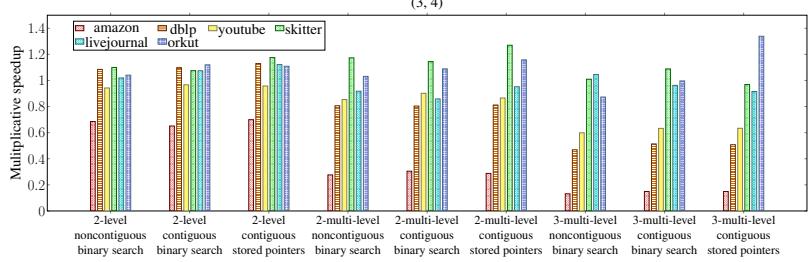 (3, 4)
Mulitplicative speedup
1.4
1.2
1
0.8
0.6
0.4
0.2
0
amazon dblp youtube skitter
livejournal orkut
2-level 2-level 2-level 2-multi-level 2-multi-level 2-multi-level 3-multi-level 3-multi-level 3-multi-level
noncontiguous contiguous contiguous noncontiguous contiguous contiguous noncontiguous contiguous contiguous
binary search binary search stored pointers binary search binary search stored pointers binary search binary search stored pointers